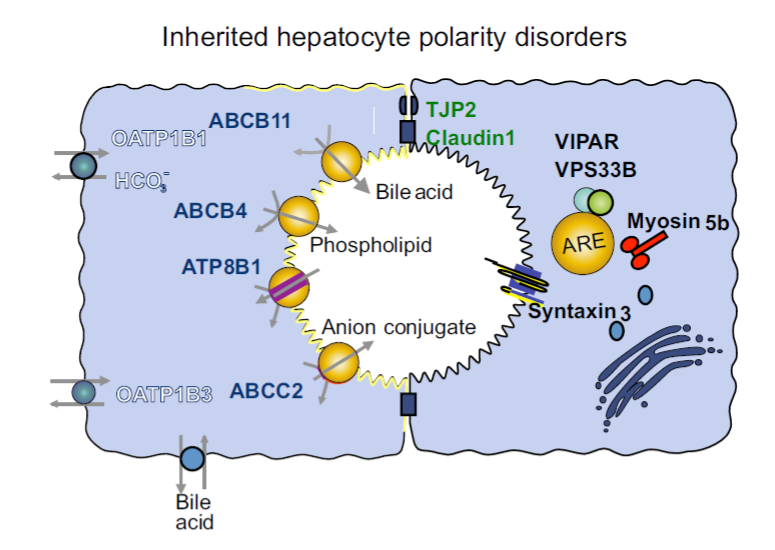 Inherited hepatocyte polarity disorders
ABCB11
TJP2
Claudin1
OATP1B1
HCO3-
VIPAR
VPS33B
Bile acid
ABCB4
Phospholipid
Myosin 5b
ARE
ATP8B1
Syntaxin 3
Anion conjugate
OATP1B3
ABCC2
Bile
acid